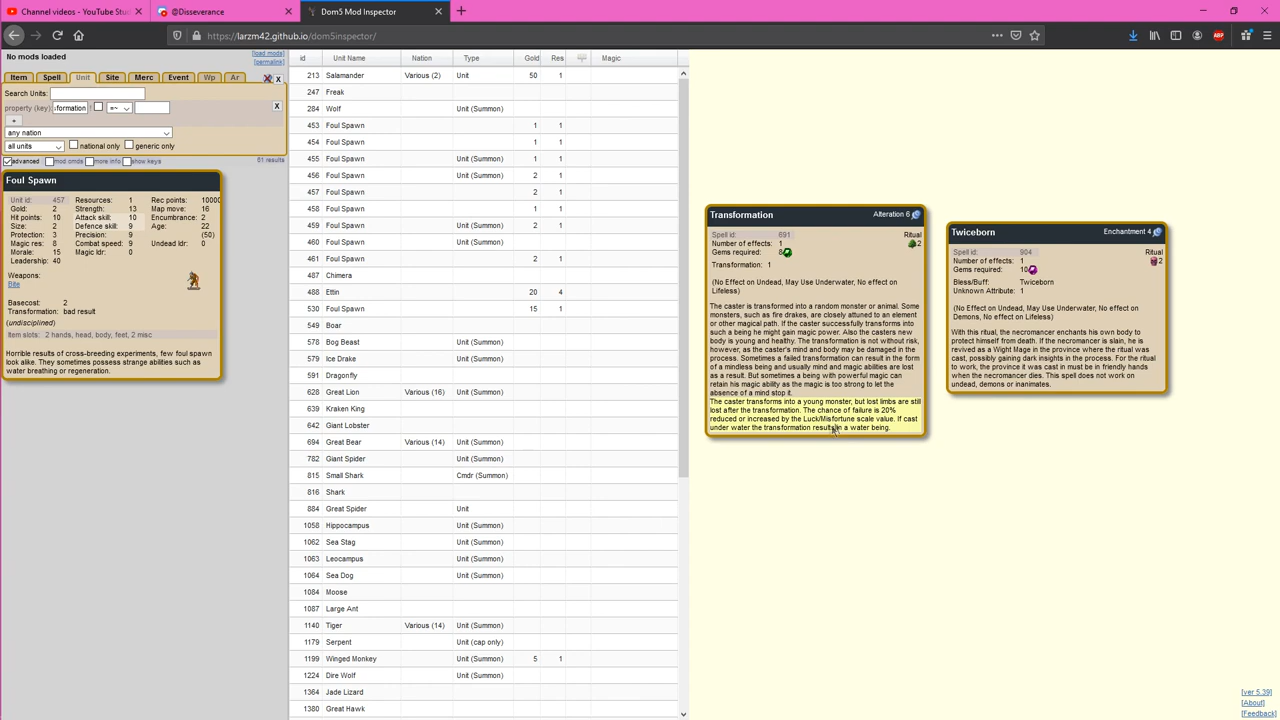 Channel videos - YouTube Stu
@Disseverance
Dom5 Mod Inspector
https://larzm42.github.io/dom5inspector/
No mods loaded
[load mods]
[permalink]
Item
Spell
Unit
Site
Merc
Event
Wp
Ar
X
Search Units:
property (key)
formation
!
=~
X
+
any nation
all units
national only
generic only
advanced
mod cmds
more info
show keys
61 results
Foul Spawn
Unit id: 457 Resources: 1 Rec points: 10000
Gold: 2 Strength: 13 Map move: 16
Hit points: 10 Attack skill: 10 Encumbrance: 2
Size: 2 Defence skill: 9 Age: 22
Protection: 3 Precision: 9 (50)
Magic res: 8 Combat speed: 9 Undead ldr: 0
Morale: 15 Magic ldr: 0
Leadership: 40
Weapons:
Bite
Basecost: 2
Transformation: bad result
(undisciplined)
Item slots: 2 hands, head, body, feet, 2 misc
Horrible results of cross-breeding experiments, few foul spawn
look alike. They sometimes possess strange abilities such as
water breathing or regeneration.
id Unit Name Nation Type Gold Res Magic
213 Salamander Various (2) Unit 50 1
247 Freak
284 Wolf Unit (Summon)
453 Foul Spawn 1 1
454 Foul Spawn 1 1
455 Foul Spawn Unit (Summon) 1 1
456 Foul Spawn Unit (Summon) 2 1
457 Foul Spawn 2 1
458 Foul Spawn 1 1
459 Foul Spawn Unit (Summon) 2 1
460 Foul Spawn Unit (Summon)
461 Foul Spawn 2 1
487 Chimera
488 Ettin 20 4
530 Foul Spawn 15 1
549 Boar
578 Bog Beast Unit (Summon)
579 Ice Drake Unit (Summon)
591 Dragonfly
628 Great Lion Various (16) Unit (Summon)
639 Kraken King
642 Giant Lobster
694 Great Bear Various (14) Unit (Summon)
782 Giant Spider Unit (Summon)
815 Small Shark Cmdr (Summon)
816 Shark
884 Great Spider Unit
1058 Hippocampus Unit (Summon)
1062 Sea Stag Unit (Summon)
1063 Leocampus Unit (Summon)
1064 Sea Dog Unit (Summon)
1084 Moose
1087 Large Ant
1140 Tiger Various (14) Unit (Summon)
1179 Serpent Unit (cap only)
1199 Winged Monkey Unit (Summon) 5 1
1224 Dire Wolf Unit (Summon)
1364 Jade Lizard
1380 Great Hawk
Transformation Alteration 6
Spell id: 691 Ritual
Number of effects: 1 2
Gems required: 8
Transformation: 1
(No Effect on Undead, May Use Underwater, No effect on
Lifeless)
The caster is transformed into a random monster or animal. Some
monsters, such as fire drakes, are closely attuned to an element
or other magical path. If the caster successfully transforms into
such a being he might gain magic power. Also the casters new
body is young and healthy. The transformation is not without risk,
however, as the caster's mind and body may be damaged in the
process. Sometimes a failed transformation can result in the form
of a mindless being and usually mind and magic abilities are lost
as a result. But sometimes a being with powerful magic can
retain his magic ability as the magic is too strong to let the
absence of a mind stop it.
The caster transforms into a young monster, but lost limbs are still
lost after the transformation. The chance of failure is 20%
reduced or increased by the Luck/Misfortune scale value. If cast
under water the transformation results in a water being.
Twiceborn Enchantment 4
Spell id: 904 Ritual
Number of effects: 1 2
Gems required: 10
Bless/Buff: Twiceborn
Unknown Attribute: 1
(No Effect on Undead, May Use Underwater, No effect on
Demons, No effect on Lifeless)
With this ritual, the necromancer enchants his own body to
protect himself from death. If the necromancer is slain, he is
revived as a Wight Mage in the province where the ritual was
cast, possibly gaining dark insights in the process. For the ritual
to work, the province it was cast in must be in friendly hands
when the necromancer dies. This spell does not work on
undead, demons or inanimates.
[ver 5.39]
[About]
[Feedback]